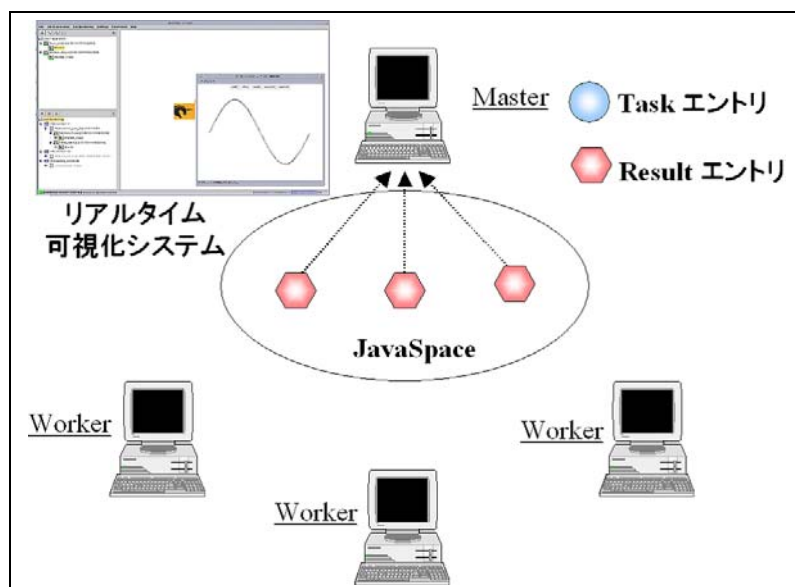 Master
Task エントリ
Result エントリ
リアルタイム
可視化システム
JavaSpace
Worker
Worker
Worker